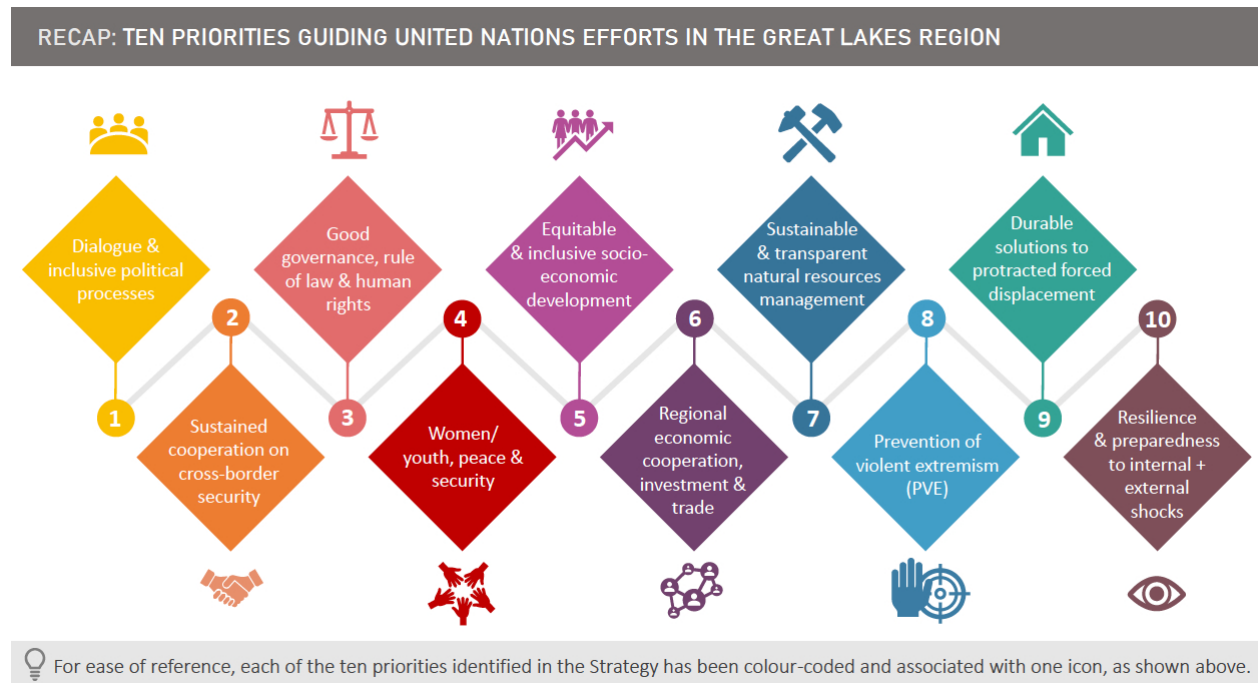 RECAP: TEN PRIORITIES GUIDING UNITED NATIONS EFFORTS IN THE GREAT LAKES REGION
Dialogue &
inclusive political
processes
1
2
Sustained
cooperation on
cross-border
security
Good
governance, rule
of law & human
rights
3
4
Women/
youth, peace &
security
Equitable
& inclusive socio-
economic
development
5
6
Regional
economic
cooperation,
investment &
trade
Sustainable
& transparent
natural resources
management
7
8
Prevention of
violent extremism
(PVE)
Durable
solutions to
protracted forced
displacement
9
10
Resilience
& preparedness
to internal +
external
shocks
For ease of reference, each of the ten priorities identified in the Strategy has been colour-coded and associated with one icon, as shown above.